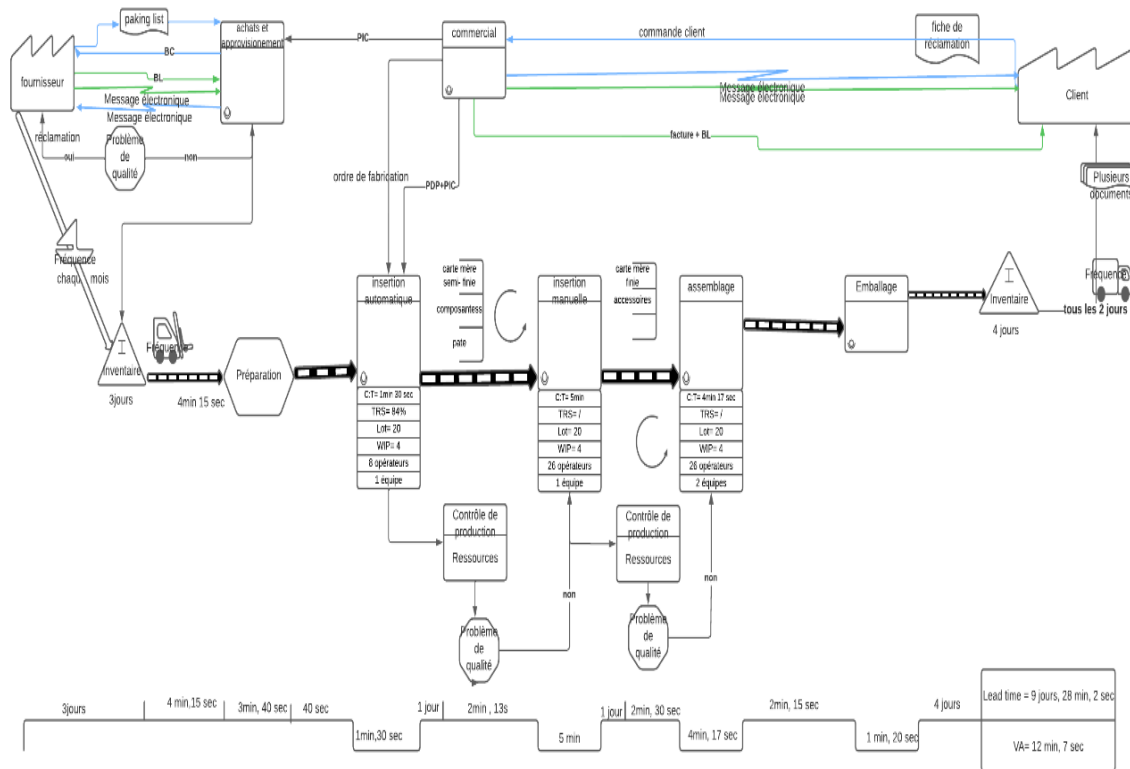 paking list
achats et
approvisionement
BC
BL
Message électronique
Message électronique
fournisseur
réclamation
oui
Problème
de
qualité
non
PIC
commercial
commande client
fiche de
réclamation
Message électronique
Message électronique
Client
facture + BL
ordre de fabrication
PDP+PIC
Plusieurs
documents
Fréquence
chaque mois
Inventaire
3jours
Fréquence
4min 15 sec
Préparation
insertion
automatique
C:T= 1min 30 sec
TRS= 84%
Lot= 20
WIP= 4
6 opérateurs
1 équipe
carte mère
semi- finie
composantess
pate
insertion
manuelle
C:T= 5min
TRS= /
Lot= 20
WIP= 4
26 opérateurs
1 équipe
carte mère
finie
accessoires
assemblage
C:T= 4min 17 sec
TRS= /
Lot= 20
WIP= 4
26 opérateurs
2 équipes
Emballage
I
Inventaire
4 jours
Fréquence
tous les 2 jours
I
Contrôle de
production
Ressources
Problème
de
qualité
non
Contrôle de
production
Ressources
Problème
de
qualité
non
3jours
4 min,15 sec
3min, 40 sec
40 sec
1min,30 sec
1 jour
2min , 13s
5 min
1 jour
2min, 30 sec
4min, 17 sec
2min, 15 sec
1 min, 20 sec
4 jours
Lead time = 9 jours, 28 min, 2 sec
VA= 12 min, 7 sec